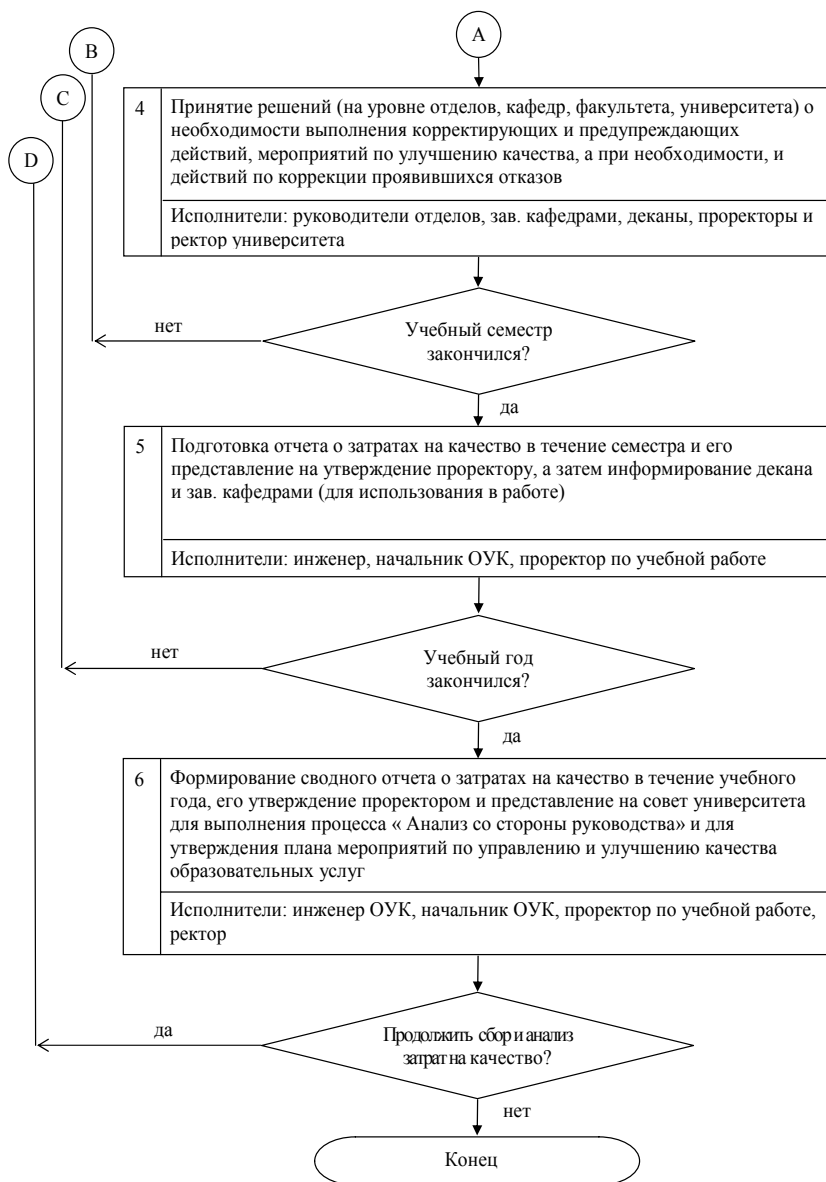 A
B
C
D
4
Принятие решений (на уровне отделов, кафедр, факультета, университета) о
необходимости выполнения корректирующих и предупреждающих
действий, мероприятий по улучшению качества, а при необходимости, и
действий по коррекции проявившихся отказов
Исполнители: руководители отделов, зав. кафедрами, деканы, проректоры и
ректор университета
нет
Учебный семестр
закончился?
да
5
Подготовка отчета о затратах на качество в течение семестра и его
представление на утверждение проректору, а затем информирование декана
и зав. кафедрами (для использования в работе)
Исполнители: инженер, начальник ОУК, проректор по учебной работе
нет
Учебный год
закончился?
да
6
Формирование сводного отчета о затратах на качество в течение учебного
года, его утверждение проректором и представление на совет университета
для выполнения процесса « Анализ со стороны руководства» и для
утверждения плана мероприятий по управлению и улучшению качества
образовательных услуг
Исполнители: инженер ОУК, начальник ОУК, проректор по учебной работе,
ректор
да
Продолжить сбор и анализ
затрат на качество?
нет
Конец